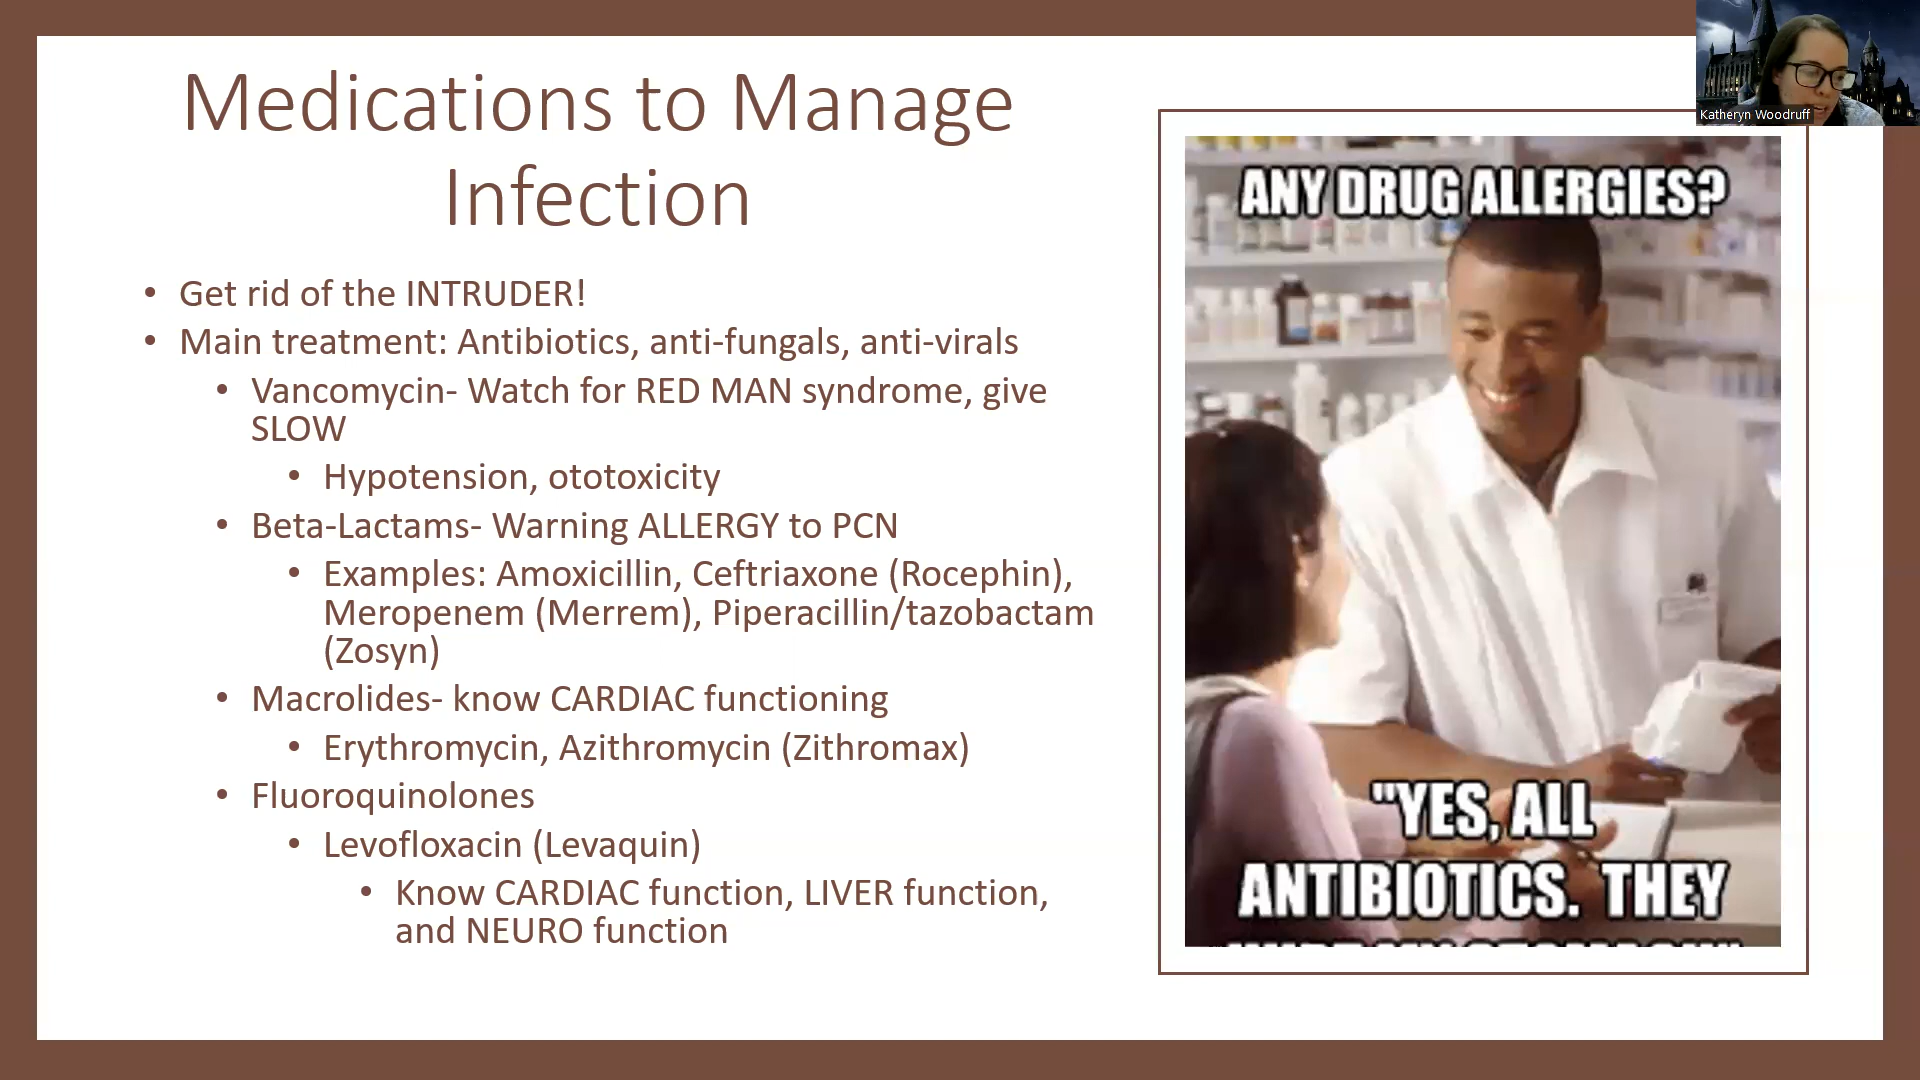 Medications to Manage
Infection
• Get rid of the INTRUDER!
• Main treatment: Antibiotics, anti-fungals, anti-virals
• Vancomycin- Watch for RED MAN syndrome, give
SLOW
• Hypotension, ototoxicity
• Beta-Lactams- Warning ALLERGY to PCN
• Examples: Amoxicillin, Ceftriaxone (Rocephin),
Meropenem (Merrem), Piperacillin/tazobactam
(Zosyn)
• Macrolides- know CARDIAC functioning
• Erythromycin, Azithromycin (Zithromax)
• Fluoroquinolones
• Levofloxacin (Levaquin)
• Know CARDIAC function, LIVER function,
and NEURO function
Katheryn Woodruff
ANY DRUG ALLERGIES?
"YES, ALL
ANTIBIOTICS. THEY